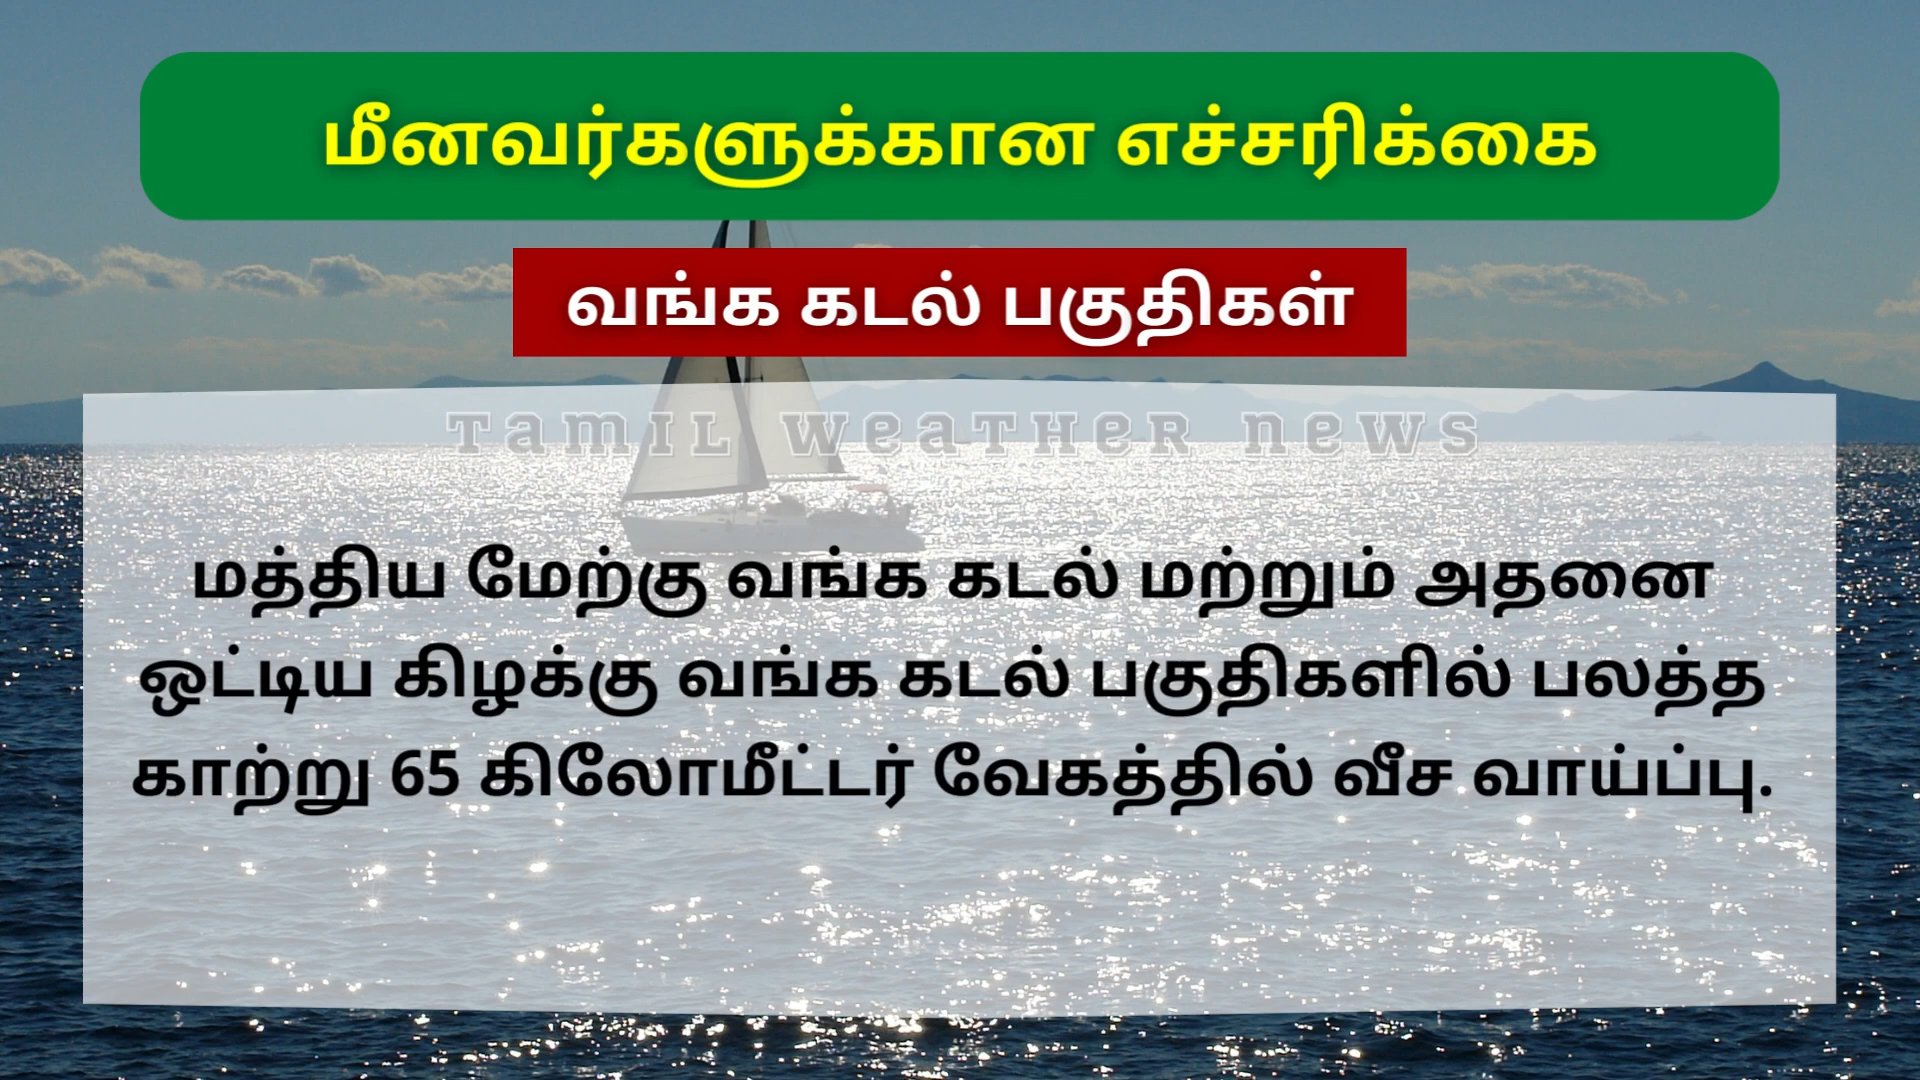 மீனவர்களுக்கான எச்சரிக்கை
வங்க கடல் பகுதிகள்
TAMIL WEATHER NEWS
மத்திய மேற்கு வங்க கடல் மற்றும் அதனை
ஒட்டிய கிழக்கு வங்க கடல் பகுதிகளில் பலத்த
காற்று 65 கிலோமீட்டர் வேகத்தில் வீச வாய்ப்பு.